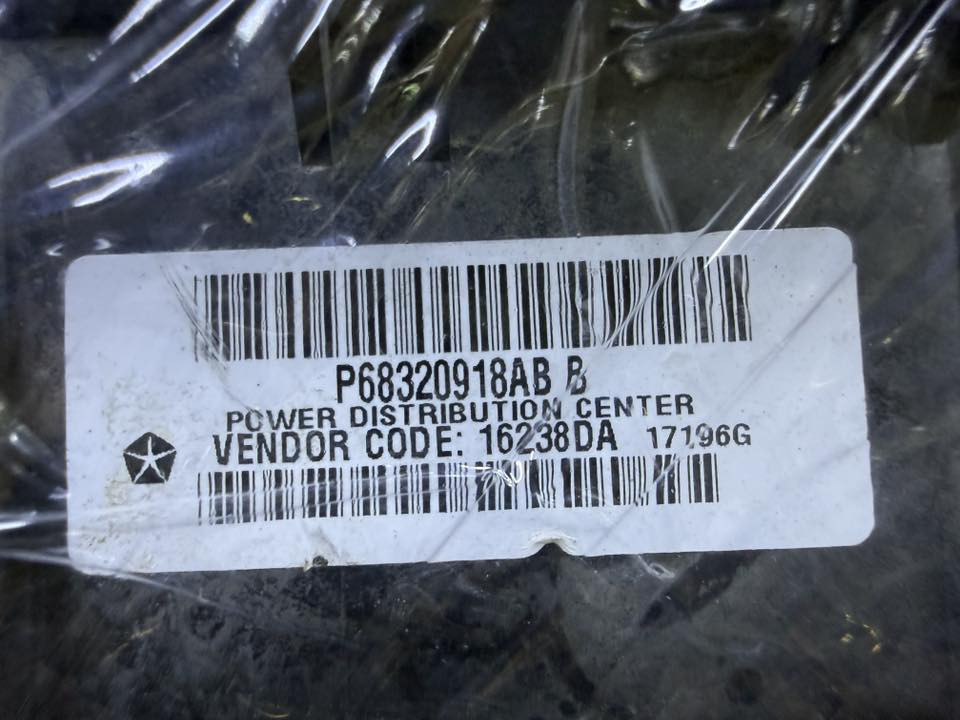 P68320918AB B
POWER DISTRIBUTION CENTER
VENDOR CODE: 16238DA 17196G